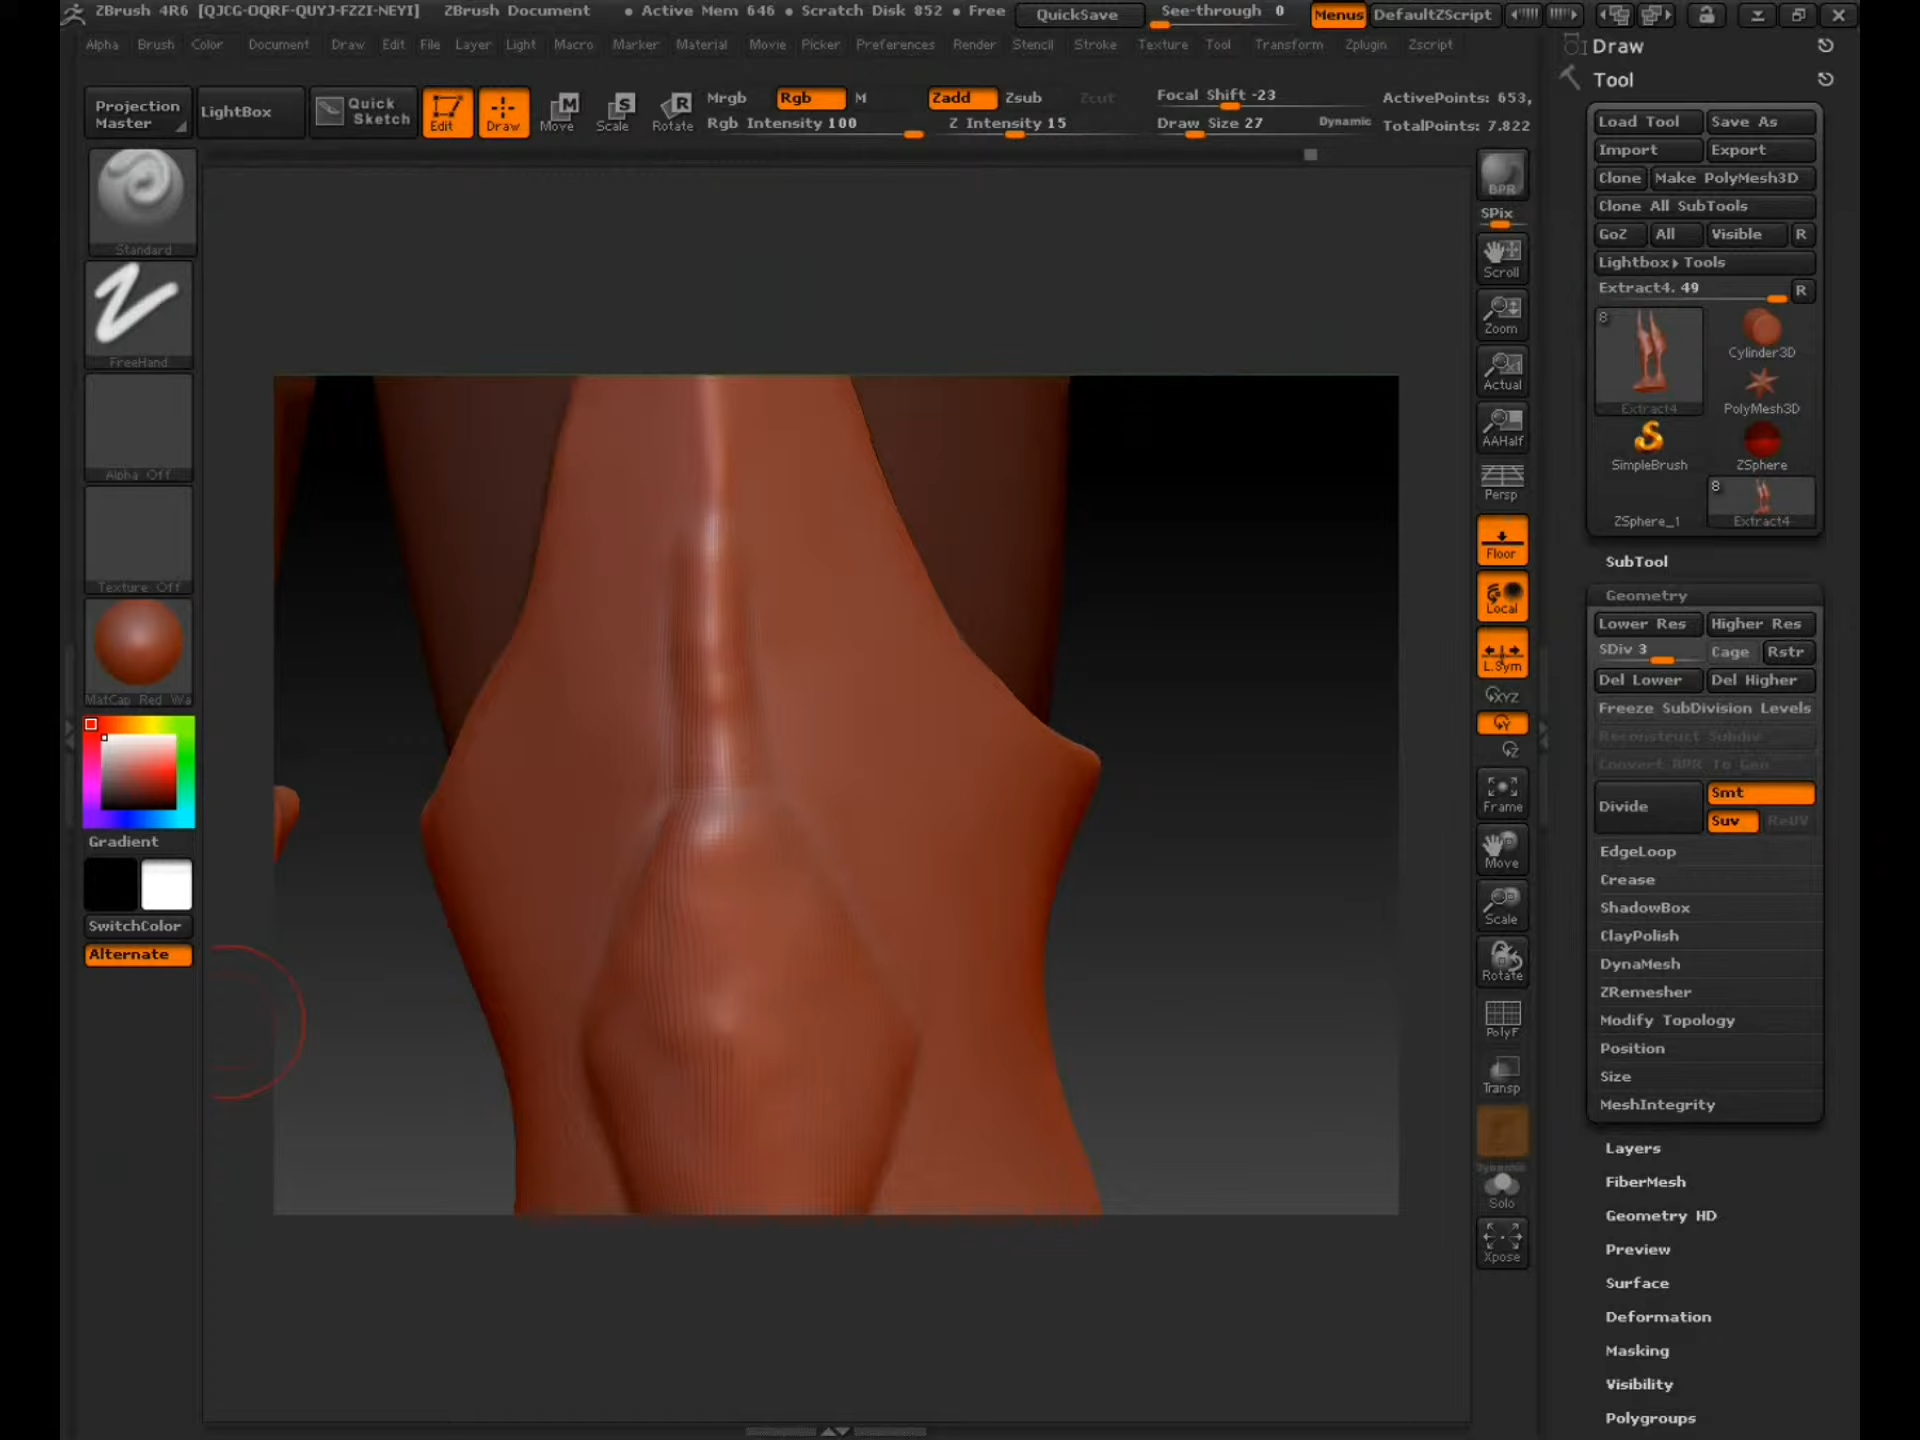 ZBrush 4R6 [QJCG-OQRF-QUYJ-FZZI-NEYI] ZBrush Document • Active Mem 646 • Scratch Disk 852 • Free QuickSave See-through 0 Menus DefaultZScript
Alpha Brush Color Document Draw Edit File Layer Light Macro Marker Material Movie Picker Preferences Render Stencil Stroke Texture Tool Transform Zplugin Zscript
Projection Master
LightBox
Quick Sketch
Edit
Draw
Move
Scale
Rotate
Mrgb Rgb M
Rgb Intensity 100
Zadd Zsub Zcut
Z Intensity 15
Focal Shift -23
Draw Size 27 Dynamic
ActivePoints: 653,
TotalPoints: 7.822
Standard
FreeHand
Alpha Off
Texture Off
MatCap Red Wa
Gradient
SwitchColor
Alternate
BPR
SPix
Scroll
Zoom
Actual
AAHalf
Persp
Floor
Local
L.Sym
XYZ
Y
Z
Frame
Move
Scale
Rotate
PolyF
Transp
Dynamic
Solo
Xpose
Draw
Tool
Load Tool Save As
Import Export
Clone Make PolyMesh3D
Clone All SubTools
GoZ All Visible R
Lightbox▸Tools
Extract4. 49 R
8
Extract4
Cylinder3D
PolyMesh3D
SimpleBrush
ZSphere
ZSphere_1
8
Extract4
SubTool
Geometry
Lower Res Higher Res
SDiv 3 Cage Rstr
Del Lower Del Higher
Freeze SubDivision Levels
Reconstruct Subdiv
Convert BPR To Geo
Divide Smt
Suv ReUV
EdgeLoop
Crease
ShadowBox
ClayPolish
DynaMesh
ZRemesher
Modify Topology
Position
Size
MeshIntegrity
Layers
FiberMesh
Geometry HD
Preview
Surface
Deformation
Masking
Visibility
Polygroups